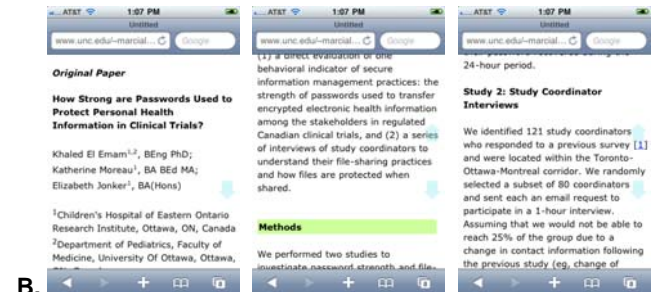 AT&T 1:07 PM
Untitled
www.unc.edu/~marcial... Google
Original Paper
How Strong are Passwords Used to
Protect Personal Health
Information in Clinical Trials?
Khaled El Emam1,2, BEng PhD;
Katherine Moreau1, BA BEd MA;
Elizabeth Jonker1, BA(Hons)
1Children's Hospital of Eastern Ontario
Research Institute, Ottawa, ON, Canada
2Department of Pediatrics, Faculty of
Medicine, University Of Ottawa, Ottawa,
AT&T 1:07 PM
Untitled
www.unc.edu/~marcial... Google
(1) a direct evaluation of one
behavioral indicator of secure
information management practices: the
strength of passwords used to transfer
encrypted electronic health information
among the stakeholders in regulated
Canadian clinical trials, and (2) a series
of interviews of study coordinators to
understand their file-sharing practices
and how files are protected when
shared.
Methods
We performed two studies to
investigate password strength and file-
AT&T 1:07 PM
Untitled
www.unc.edu/~marcial... Google
24-hour period.
Study 2: Study Coordinator
Interviews
We identified 121 study coordinators
who responded to a previous survey [1]
and were located within the Toronto-
Ottawa-Montreal corridor. We randomly
selected a subset of 80 coordinators
and sent each an email request to
participate in a 1-hour interview.
Assuming that we would not be able to
reach 25% of the group due to a
change in contact information following
the previous study (eg, change of
B.